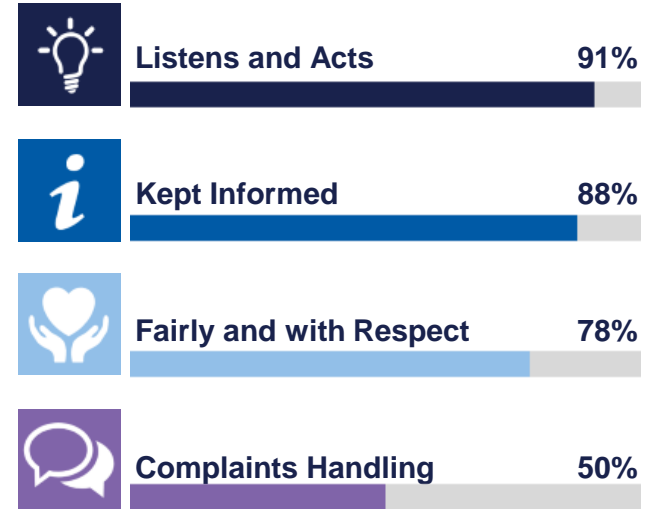 Listens and Acts 91%
Kept Informed 88%
Fairly and with Respect 78%
Complaints Handling 50%